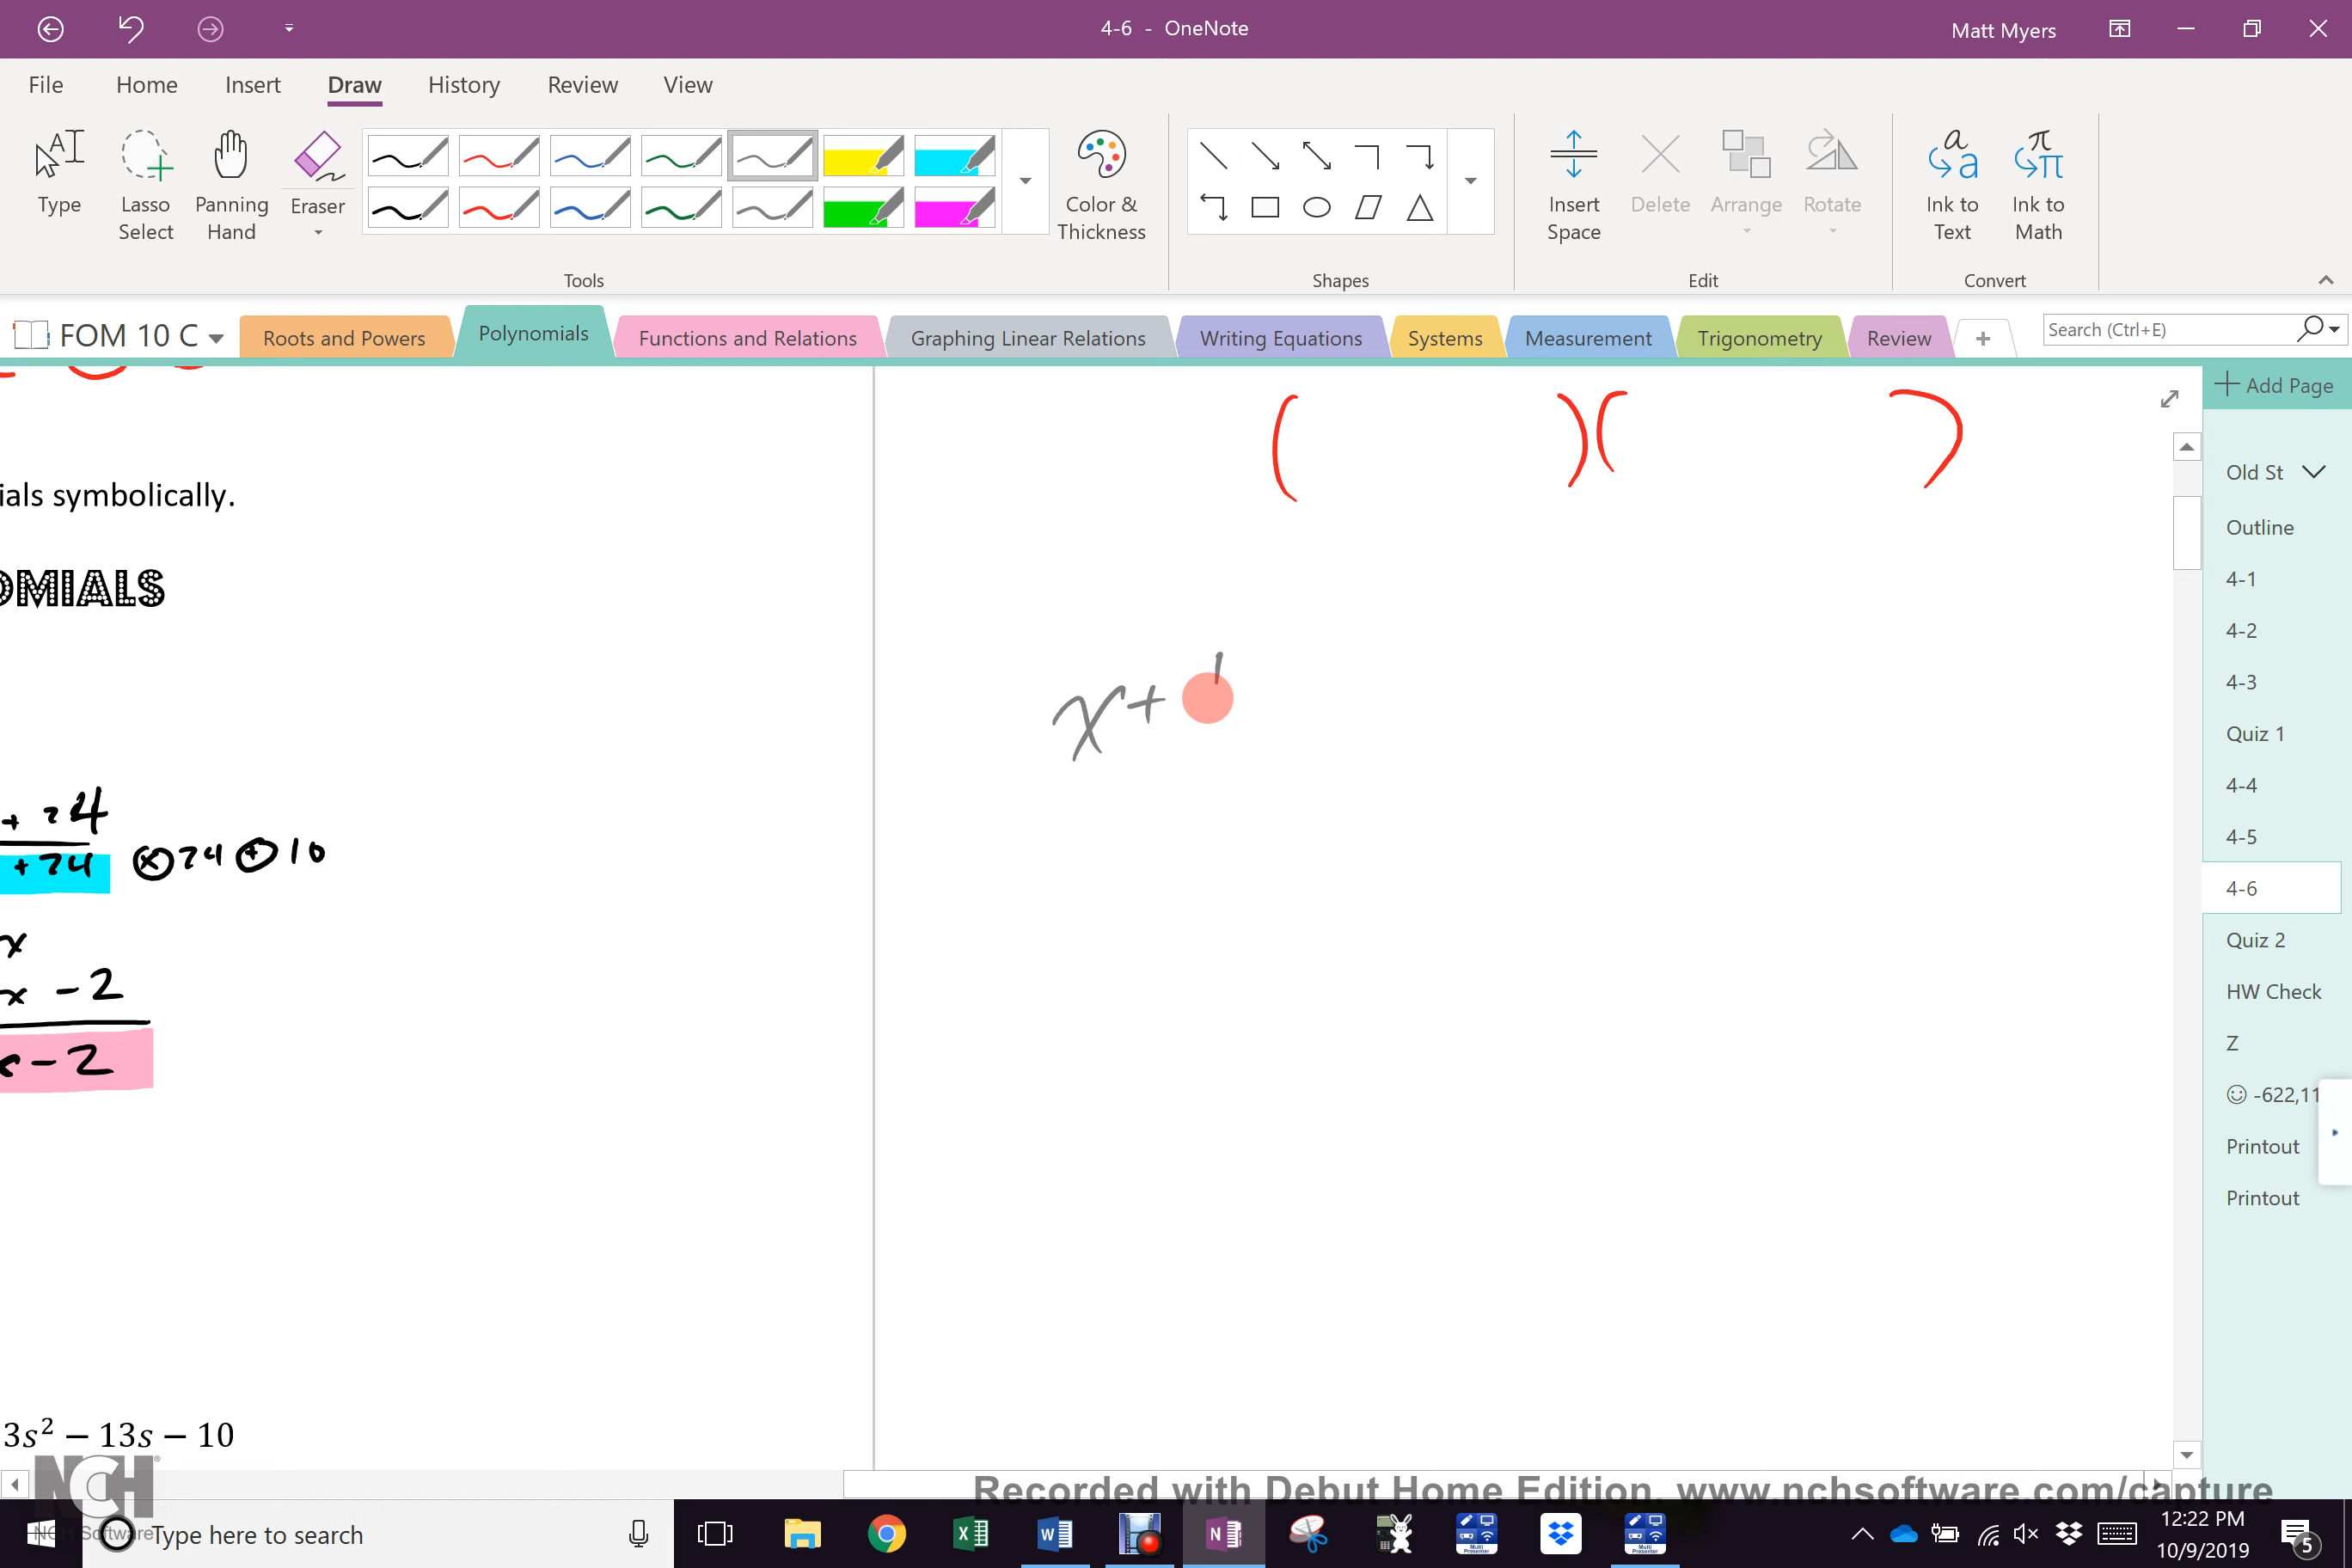 4-6 - OneNote
Matt Myers
File Home Insert Draw History Review View
Type
Lasso Select
Panning Hand
Eraser
Color & Thickness
Insert Space
Delete
Arrange
Rotate
Ink to Text
Ink to Math
Tools
Shapes
Edit
Convert
FOM 10 C
Roots and Powers
Polynomials
Functions and Relations
Graphing Linear Relations
Writing Equations
Systems
Measurement
Trigonometry
Review
+
Search (Ctrl+E)
( )( )
ials symbolically.
OMIALS
x +
+ 24
+ 24 ⊗ 24 ⊕ 10
x
x - 2
- 2
3s² − 13s − 10
Add Page
Old St
Outline
4-1
4-2
4-3
Quiz 1
4-4
4-5
4-6
Quiz 2
HW Check
Z
-622,11
Printout
Printout
NCH
NCH Software
Recorded with Debut Home Edition. www.nchsoftware.com/capture
Type here to search
12:22 PM
10/9/2019
5